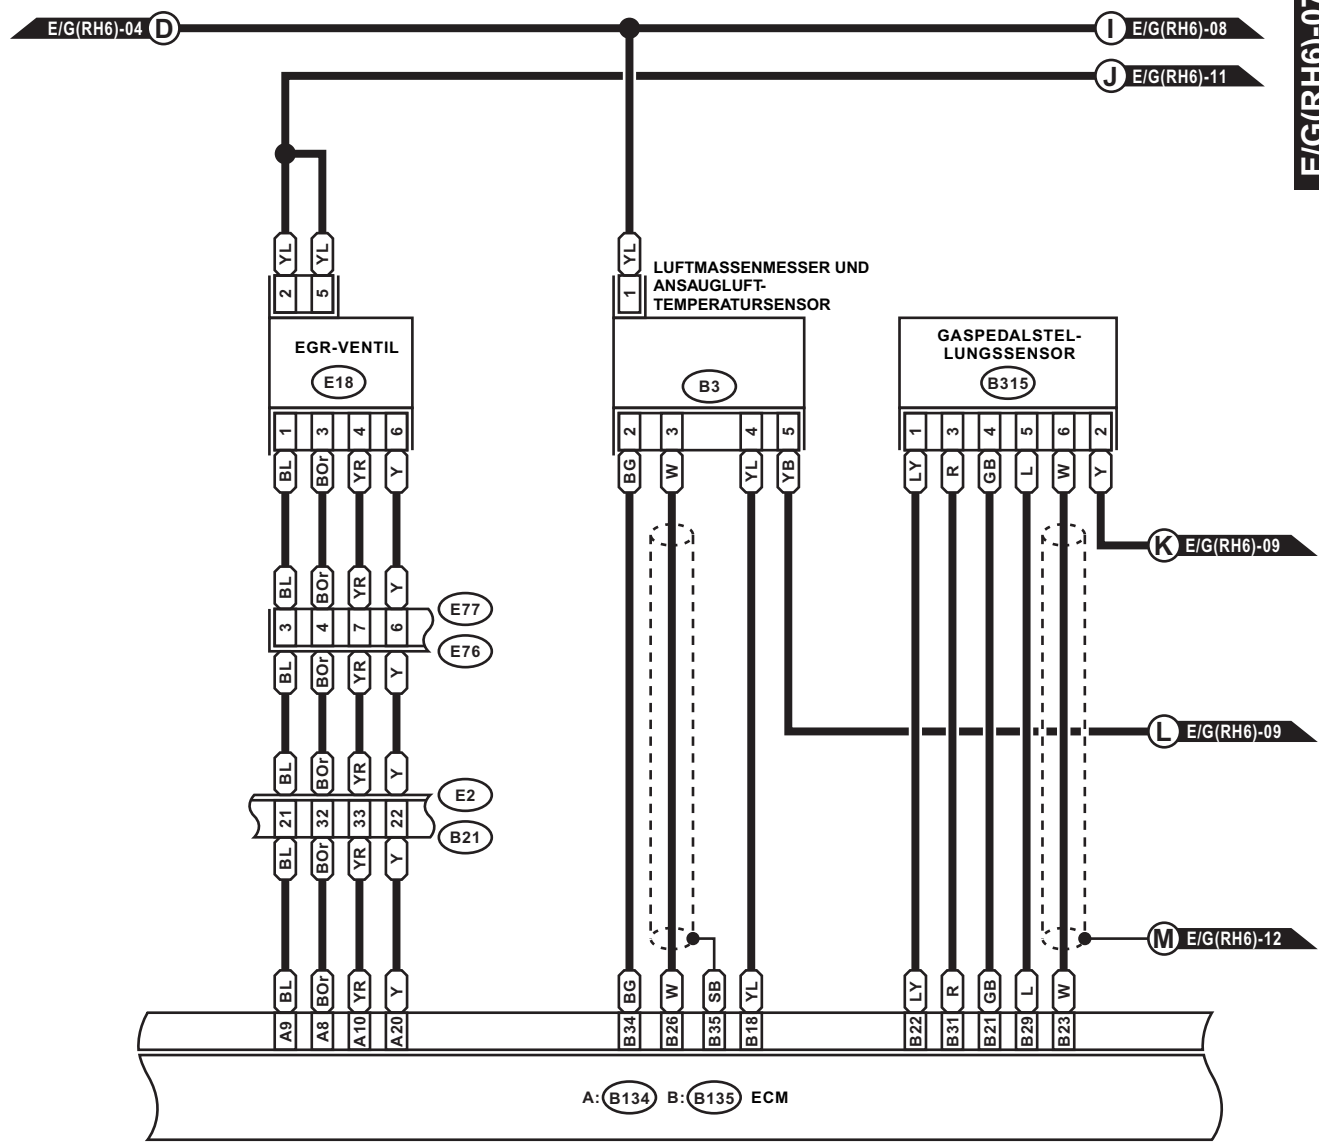 E/G(RH6)-04 D I E/G(RH6)-08
J E/G(RH6)-11
E/G(RH6)-07
YL YL YL
2 5 1
LUFTMASSENMESSER UND
ANSAUGLUFT-
TEMPERATURSENSOR
EGR-VENTIL
E18
B3
GASPEDALSTEL-
LUNGSSENSOR
B315
1 3 4 6 2 3 4 5 1 3 4 5 6 2
BL BOr YR Y BG W YL YB LY R GB L W Y
K E/G(RH6)-09
BL BOr YR Y
3 4 7 6
E77
E76
BL BOr YR Y
L E/G(RH6)-09
BL BOr YR Y
21 32 33 22
E2
B21
BL BOr YR Y
M E/G(RH6)-12
BL BOr YR Y BG W SB YL LY R GB L W
A9 A8 A10 A20 B34 B26 B35 B18 B22 B31 B21 B29 B23
A: B134 B: B135 ECM